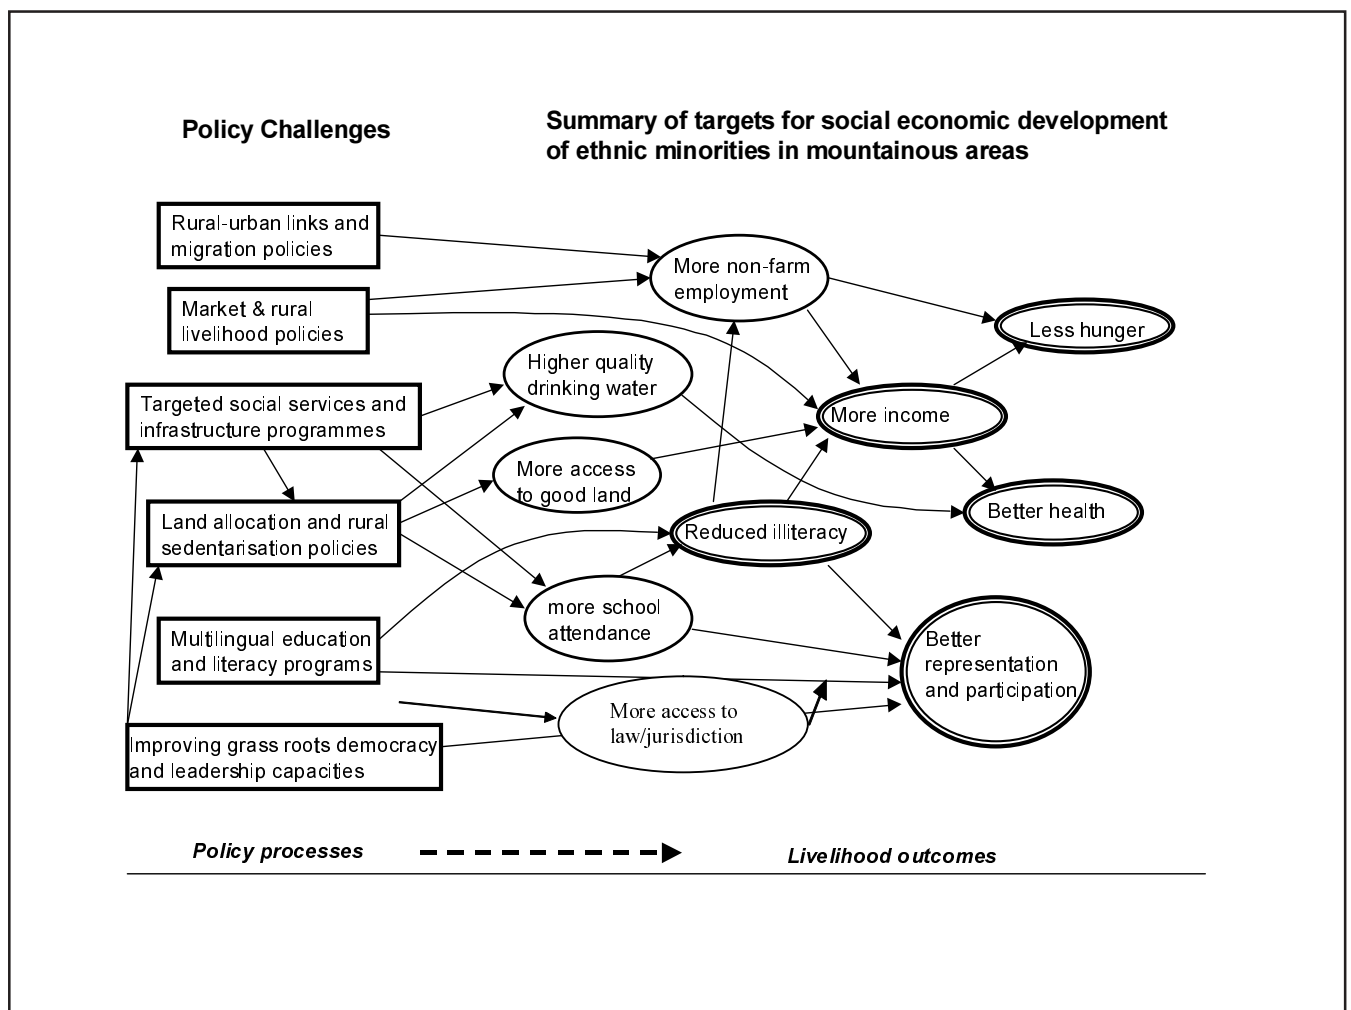 Policy Challenges
Summary of targets for social economic development
of ethnic minorities in mountainous areas
Rural-urban links and
migration policies
Market & rural
livelihood policies
Targeted social services and
infrastructure programmes
Land allocation and rural
sedentarisation policies
Multilingual education
and literacy programs
Improving grass roots democracy
and leadership capacities
More non-farm
employment
Higher quality
drinking water
More access
to good land
more school
attendance
More access to
law/jurisdiction
Reduced illiteracy
More income
Less hunger
Better health
Better
representation
and participation
Policy processes
Livelihood outcomes